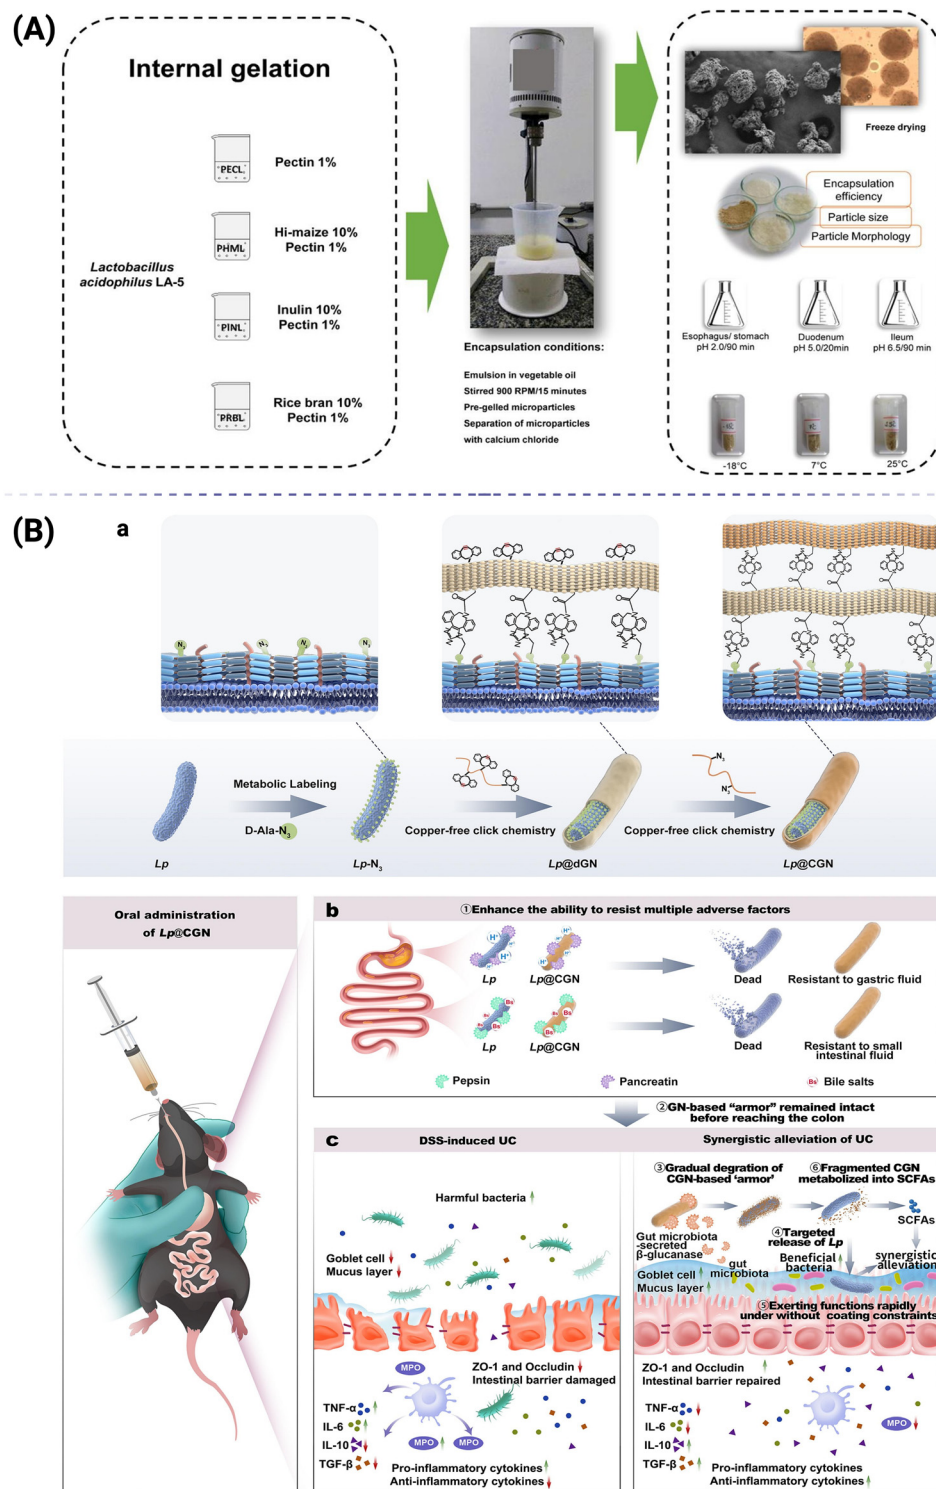 (A)
Internal gelation
PECL
Pectin 1%
PHML
Hi-maize 10%
Pectin 1%
Lactobacillus
acidophilus LA-5
PINL
Inulin 10%
Pectin 1%
PRBL
Rice bran 10%
Pectin 1%
Encapsulation conditions:
Emulsion in vegetable oil
Stirred 900 RPM/15 minutes
Pre-gelled microparticles
Separation of microparticles
with calcium chloride
Freeze drying
Encapsulation
efficiency
Particle size
Particle Morphology
Esophagus/ stomach
pH 2.0/90 min
Duodenum
pH 5.0/20min
Ileum
pH 6.5/90 min
-18°C
7°C
25°C
(B)
a
N3
N3
N
N3
Metabolic Labeling
D-Ala-N3
Lp
Lp-N3
Copper-free click chemistry
Lp@dGN
N3
N3
Copper-free click chemistry
Lp@CGN
Oral administration
of Lp@CGN
b
①Enhance the ability to resist multiple adverse factors
H+
H+
Lp
Lp@CGN
Dead
Resistant to gastric fluid
Bs
Bs
Bs
Bs
Bs
Lp
Lp@CGN
Dead
Resistant to small
intestinal fluid
Pepsin
Pancreatin
Bs
Bile salts
②GN-based “armor” remained intact
before reaching the colon
c
DSS-induced UC
Harmful bacteria
Goblet cell
Mucus layer
MPO
ZO-1 and Occludin
Intestinal barrier damaged
TNF-α
IL-6
IL-10
TGF-β
MPO
MPO
Pro-inflammatory cytokines
Anti-inflammatory cytokines
Synergistic alleviation of UC
③Gradual degration of
CGN-based ‘armor’
⑥Fragmented CGN
metabolized into SCFAs
SCFAs
Gut microbiota
-secreted
β-glucanase
④Targeted
release of Lp
gut
microbiota
Beneficial
bacteria
synergistic
alleviation
Goblet cell
Mucus layer
⑤Exerting functions rapidly
under without coating constraints
ZO-1 and Occludin
Intestinal barrier repaired
TNF-α
IL-6
IL-10
TGF-β
MPO
Pro-inflammatory cytokines
Anti-inflammatory cytokines